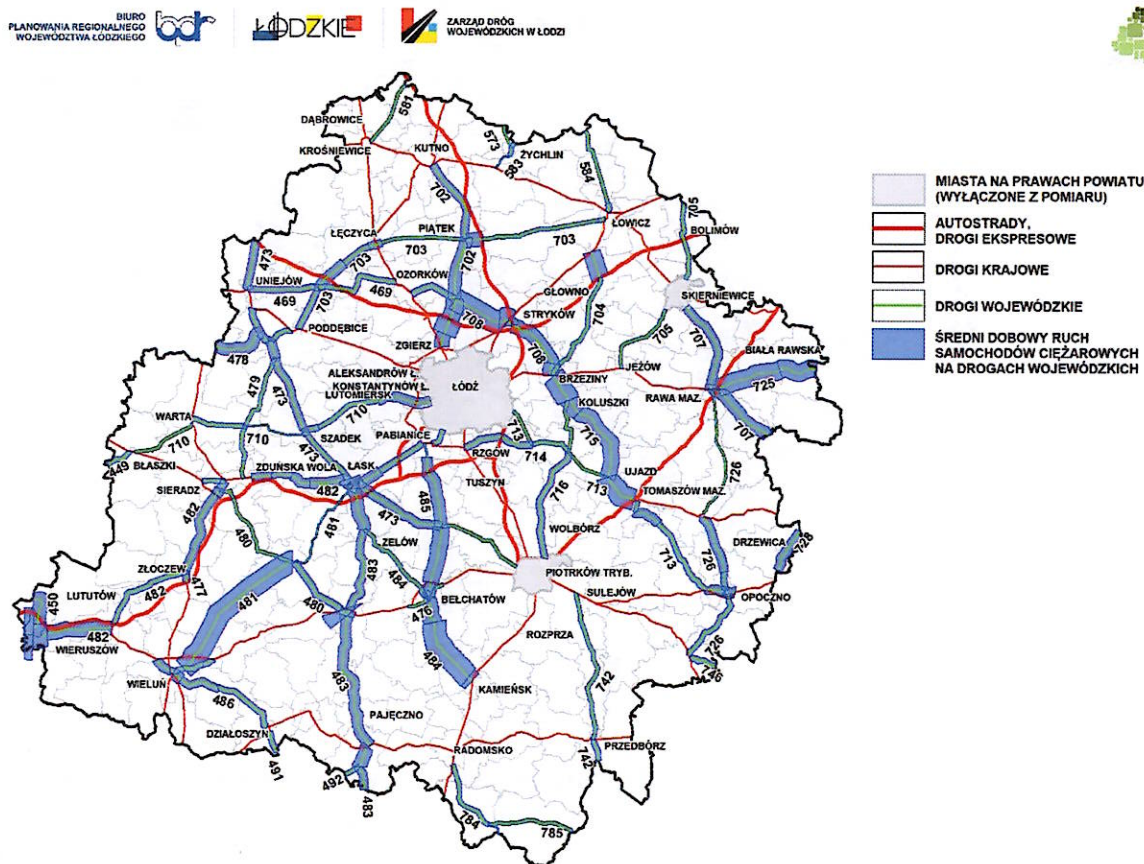 BIURO
PLANOWANIA REGIONALNEGO
WOJEWÓDZTWA ŁÓDZKIEGO
bpr
ŁÓDZKIE
ZARZĄD DRÓG
WOJEWÓDZKICH W ŁODZI
581
DĄBROWICE
KROŚNIEWICE
KUTNO
573
ŻYCHLIN
583
584
702
705
ŁOWICZ
BOLIMÓW
ŁĘCZYCA
PIĄTEK
703
703
473
703
702
UNIEJÓW
OZORKÓW
469
469
703
GŁOWNO
SKIERNIEWICE
STRYKÓW
704
708
PODDĘBICE
705
707
ZGIERZ
478
708
BIAŁA RAWSKA
JEŻÓW
ALEKSANDRÓW Ł.
KONSTANTYNÓW Ł.
LUTOMIERSK
ŁÓDŹ
BRZEZINY
725
479
473
KOLUSZKI
RAWA MAZ.
WARTA
710
707
710
710
SZADEK
PABIANICE
713
715
449
BŁASZKI
473
RZGÓW
714
726
ZDUŃSKA WOLA
ŁASK
UJAZD
SIERADZ
482
TUSZYN
485
713
TOMASZÓW MAZ.
482
716
481
473
480
WOLBÓRZ
DRZEWICA
728
ZELÓW
713
726
ZŁOCZEW
483
484
PIOTRKÓW TRYB.
477
SULEJÓW
LUTUTÓW
482
BEŁCHATÓW
OPOCZNO
450
481
480
476
482
ROZPRZA
726
WIERUSZÓW
484
746
742
WIELUŃ
483
KAMIEŃSK
486
PAJĘCZNO
DZIAŁOSZYN
RADOMSKO
PRZEDBÓRZ
491
492
742
483
784
785
MIASTA NA PRAWACH POWIATU
(WYŁĄCZONE Z POMIARU)
AUTOSTRADY,
DROGI EKSPRESOWE
DROGI KRAJOWE
DROGI WOJEWÓDZKIE
ŚREDNI DOBOWY RUCH
SAMOCHODÓW CIĘŻAROWYCH
NA DROGACH WOJEWÓDZKICH